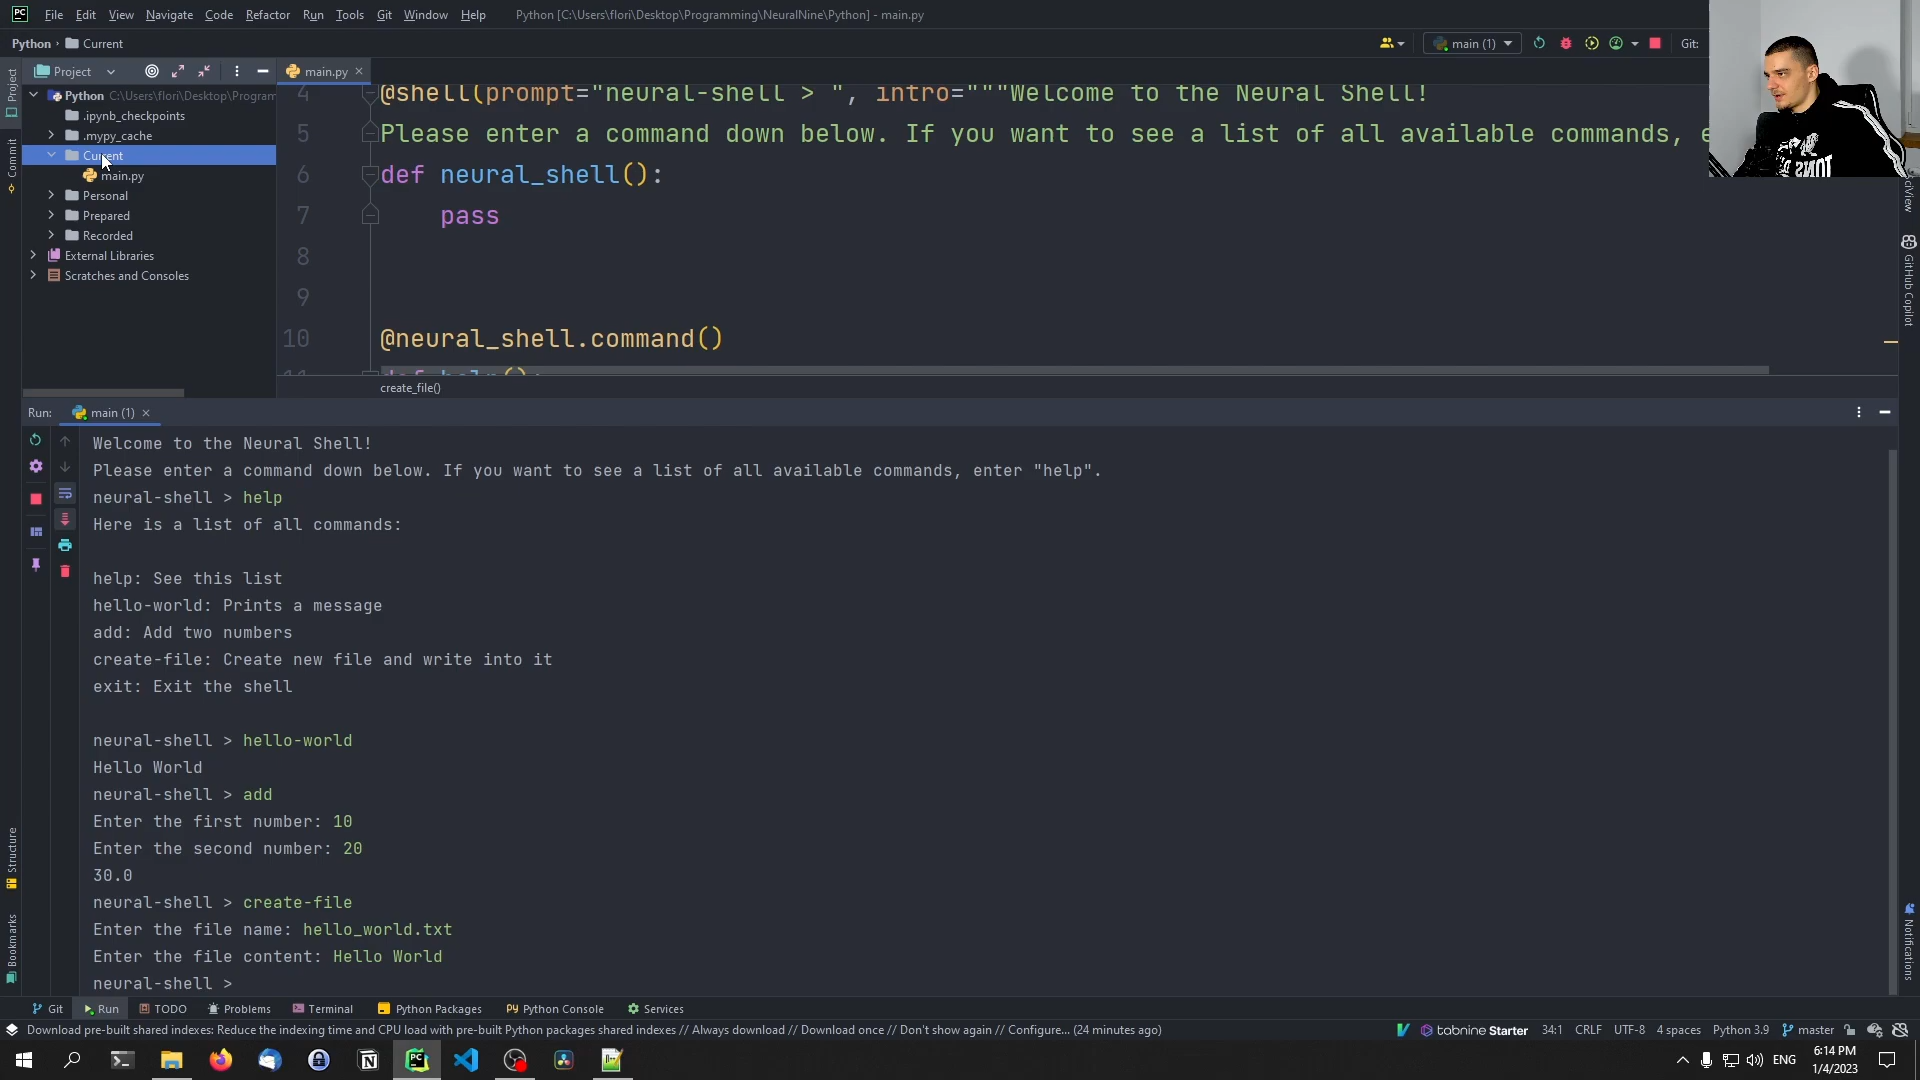 PC File Edit View Navigate Code Refactor Run Tools Git Window Help Python [C:\Users\flori\Desktop\Programming\NeuralNine\Python] - main.py
Python › Current
main (1)
Git:
Project
main.py
Python C:\Users\flori\Desktop\Program
.ipynb_checkpoints
.mypy_cache
Current
main.py
Personal
Prepared
Recorded
External Libraries
Scratches and Consoles
Project
Commit
Structure
Bookmarks
4 @shell(prompt="neural-shell > ", intro="""Welcome to the Neural Shell!
5 Please enter a command down below. If you want to see a list of all available commands, e
6 def neural_shell():
7 pass
8
9
10 @neural_shell.command()
11 def help():
create_file()
SciView
GitHub Copilot
Notifications
Run: main (1)
Welcome to the Neural Shell!
Please enter a command down below. If you want to see a list of all available commands, enter "help".
neural-shell > help
Here is a list of all commands:
help: See this list
hello-world: Prints a message
add: Add two numbers
create-file: Create new file and write into it
exit: Exit the shell
neural-shell > hello-world
Hello World
neural-shell > add
Enter the first number: 10
Enter the second number: 20
30.0
neural-shell > create-file
Enter the file name: hello_world.txt
Enter the file content: Hello World
neural-shell >
Git Run TODO Problems Terminal Python Packages Python Console Services
Download pre-built shared indexes: Reduce the indexing time and CPU load with pre-built Python packages shared indexes // Always download // Download once // Don't show again // Configure... (24 minutes ago)
tabnine Starter 34:1 CRLF UTF-8 4 spaces Python 3.9 master
ENG
6:14 PM
1/4/2023